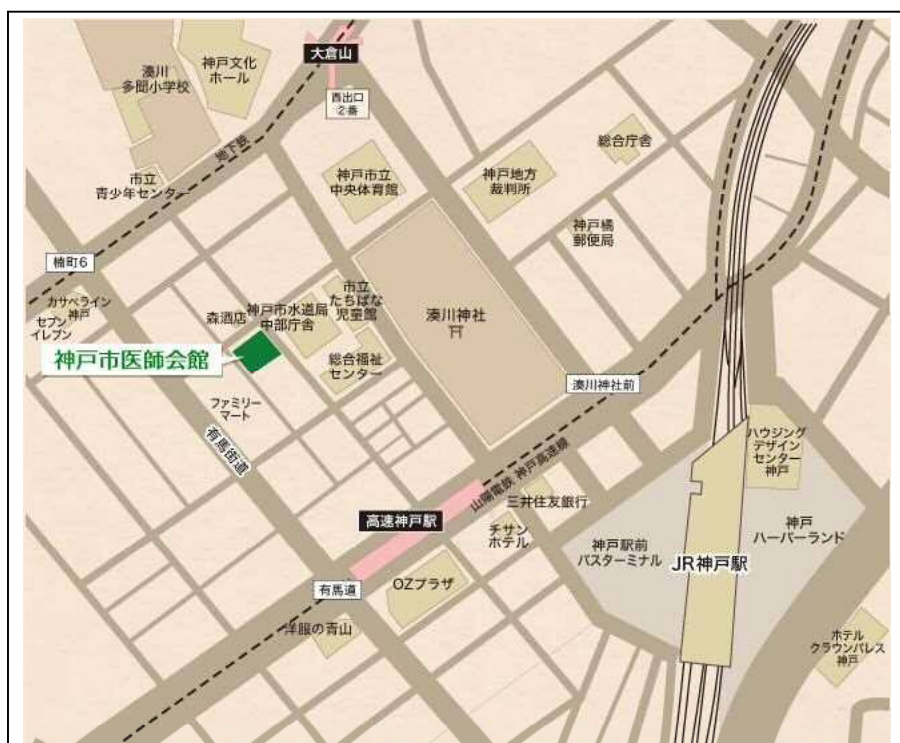 大倉山
西出口
②番
湊川
多聞小学校
神戸文化
ホール
地下鉄
市立
青少年センター
神戸市立
中央体育館
神戸地方
裁判所
総合庁舎
神戸橘
郵便局
楠町6
カサベライン
神戸
セブン
イレブン
森酒店
神戸市水道局
中部庁舎
市立
たちばな
児童館
湊川神社
総合福祉
センター
神戸市医師会館
ファミリー
マート
有馬街道
湊川神社前
山陽電鉄 神戸高速線
高速神戸駅
三井住友銀行
チサン
ホテル
ハウジング
デザイン
センター
神戸
神戸駅前
バスターミナル
神戸
ハーバーランド
JR神戸駅
有馬道
OZプラザ
洋服の青山
ホテル
クラウンパレス
神戸